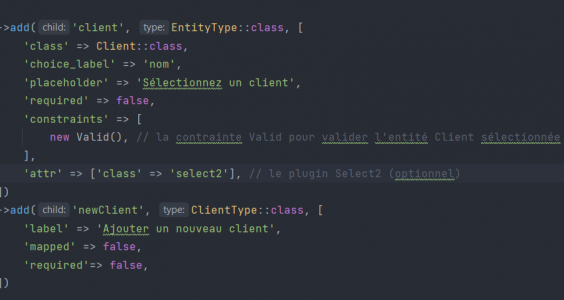 ->add( child: 'client', type: EntityType::class, [
'class' => Client::class,
'choice_label' => 'nom',
'placeholder' => 'Sélectionnez un client',
'required' => false,
'constraints' => [
new Valid(), // la contrainte Valid pour valider l'entité Client sélectionnée
],
'attr' => ['class' => 'select2'], // le plugin Select2 (optionnel)
])
->add( child: 'newClient', type: ClientType::class, [
'label' => 'Ajouter un nouveau client',
'mapped' => false,
'required'=> false,
])